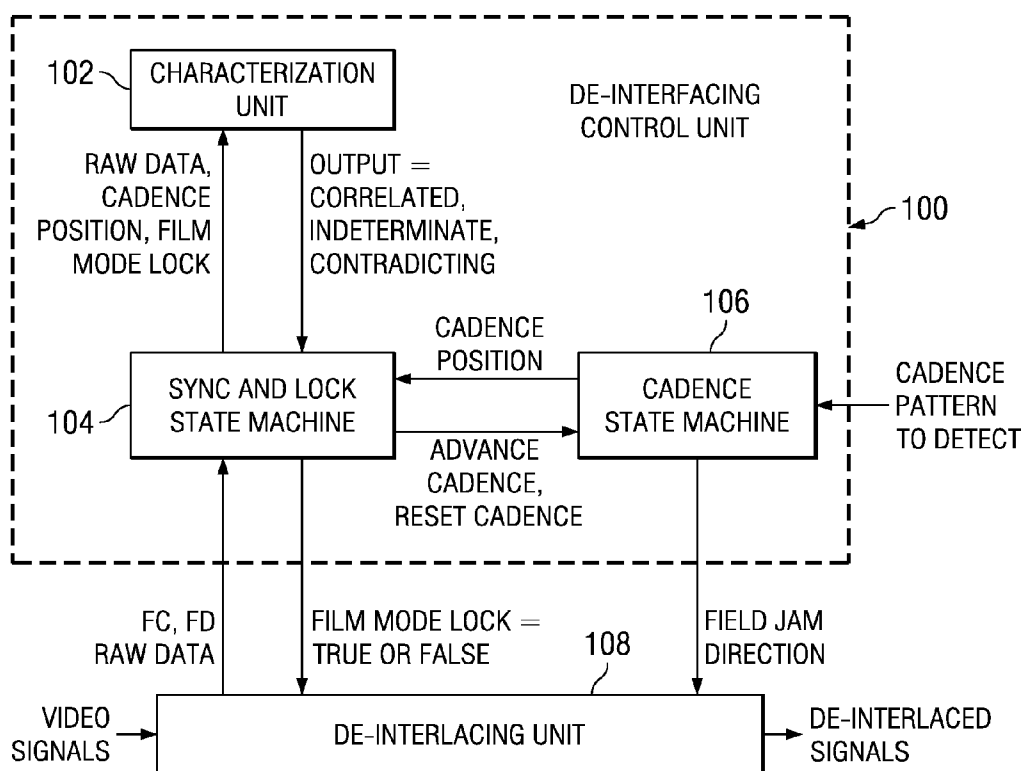 102
CHARACTERIZATION
UNIT
DE-INTERFACING
CONTROL UNIT
100
RAW DATA,
CADENCE
POSITION, FILM
MODE LOCK
OUTPUT =
CORRELATED,
INDETERMINATE,
CONTRADICTING
104
SYNC AND LOCK
STATE MACHINE
CADENCE
POSITION
ADVANCE
CADENCE,
RESET CADENCE
106
CADENCE
STATE MACHINE
CADENCE
PATTERN
TO DETECT
FC, FD
RAW DATA
FILM MODE LOCK =
TRUE OR FALSE
FIELD JAM
DIRECTION
108
VIDEO
SIGNALS
DE-INTERLACING UNIT
DE-INTERLACED
SIGNALS